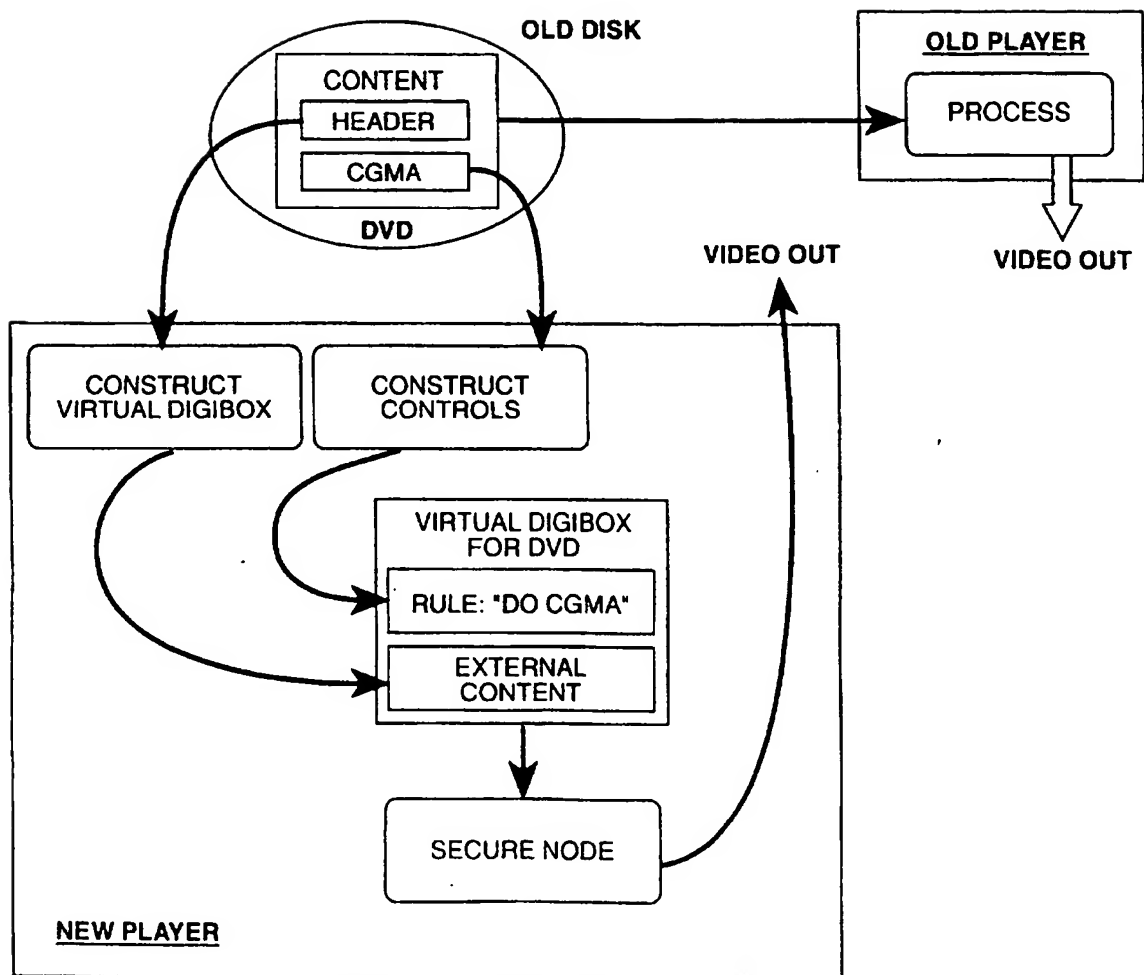 OLD DISK
CONTENT
HEADER
CGMA
DVD
OLD PLAYER
PROCESS
VIDEO OUT
VIDEO OUT
CONSTRUCT
VIRTUAL DIGIBOX
CONSTRUCT
CONTROLS
VIRTUAL DIGIBOX
FOR DVD
RULE: "DO CGMA"
EXTERNAL
CONTENT
SECURE NODE
NEW PLAYER